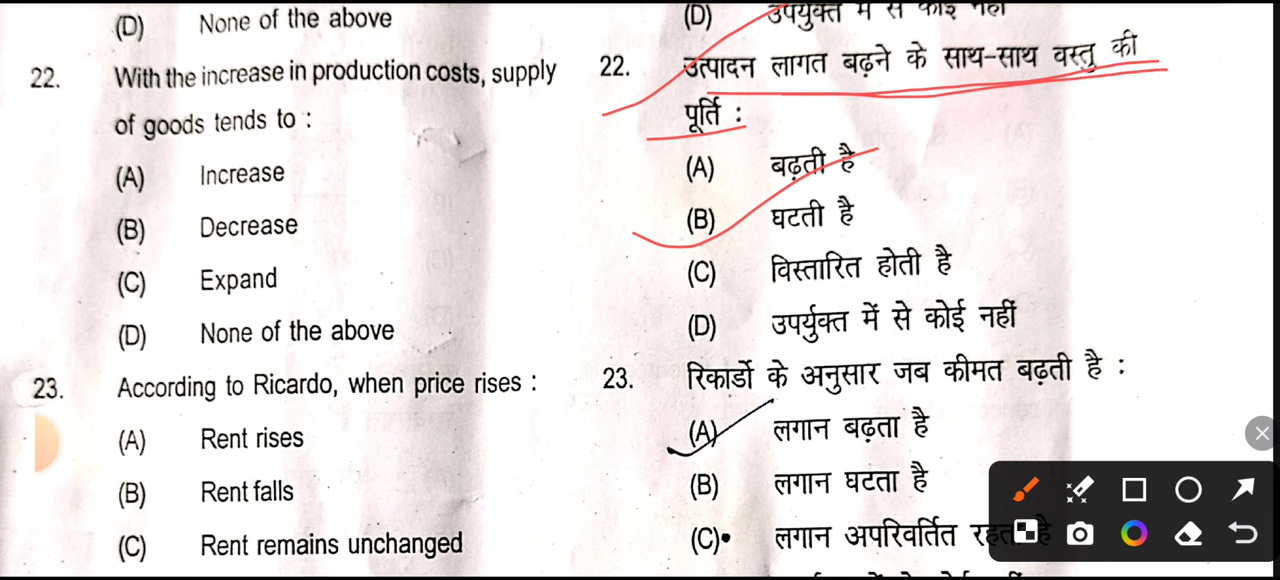 (D) None of the above
22. With the increase in production costs, supply
of goods tends to :
(A) Increase
(B) Decrease
(C) Expand
(D) None of the above
23. According to Ricardo, when price rises :
(A) Rent rises
(B) Rent falls
(C) Rent remains unchanged
(D) उपर्युक्त में से कोई नहीं
22. उत्पादन लागत बढ़ने के साथ-साथ वस्तु की
पूर्ति :
(A) बढ़ती है
(B) घटती है
(C) विस्तारित होती है
(D) उपर्युक्त में से कोई नहीं
23. रिकार्डो के अनुसार जब कीमत बढ़ती है :
(A) लगान बढ़ता है
(B) लगान घटता है
(C) लगान अपरिवर्तित रहता है